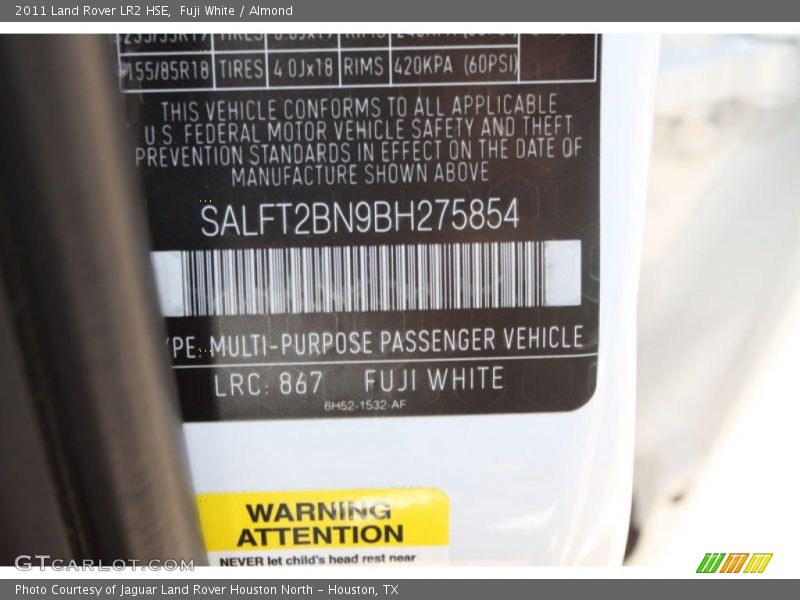 2011 Land Rover LR2 HSE, Fuji White / Almond
155/85R18 TIRES 4.0Jx18 RIMS 420KPA (60PSI)
THIS VEHICLE CONFORMS TO ALL APPLICABLE
U.S. FEDERAL MOTOR VEHICLE SAFETY AND THEFT
PREVENTION STANDARDS IN EFFECT ON THE DATE OF
MANUFACTURE SHOWN ABOVE
SALFT2BN9BH275854
YPE: MULTI-PURPOSE PASSENGER VEHICLE
LRC: 867 FUJI WHITE
6H52-1532-AF
WARNING
ATTENTION
NEVER let child's head rest near
GTCARLOT.COM
Photo Courtesy of Jaguar Land Rover Houston North - Houston, TX